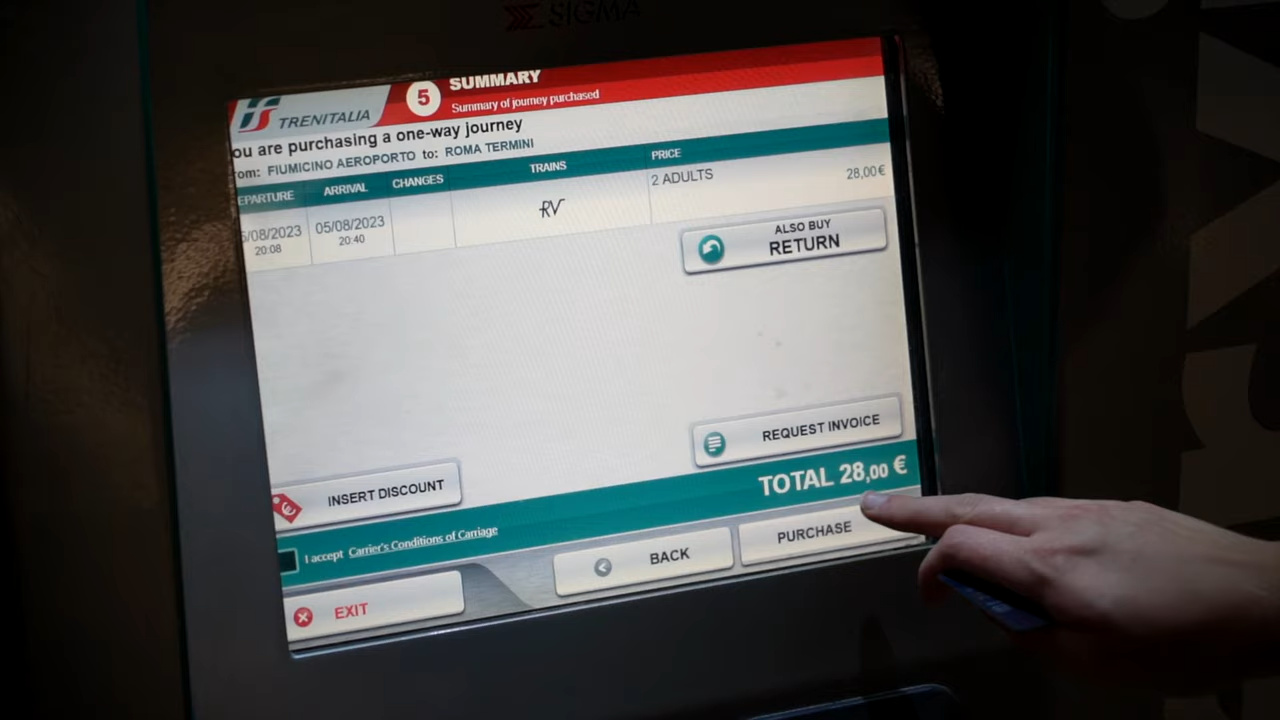 SIGMA
TRENITALIA
5
SUMMARY
Summary of journey purchased
ou are purchasing a one-way journey
om: FIUMICINO AEROPORTO to: ROMA TERMINI
EPARTURE ARRIVAL CHANGES TRAINS PRICE
5/08/2023 05/08/2023 RV 2 ADULTS 28,00 €
20:08 20:40
ALSO BUY
RETURN
REQUEST INVOICE
INSERT DISCOUNT
TOTAL 28,00 €
I accept Carrier's Conditions of Carriage
BACK
PURCHASE
EXIT